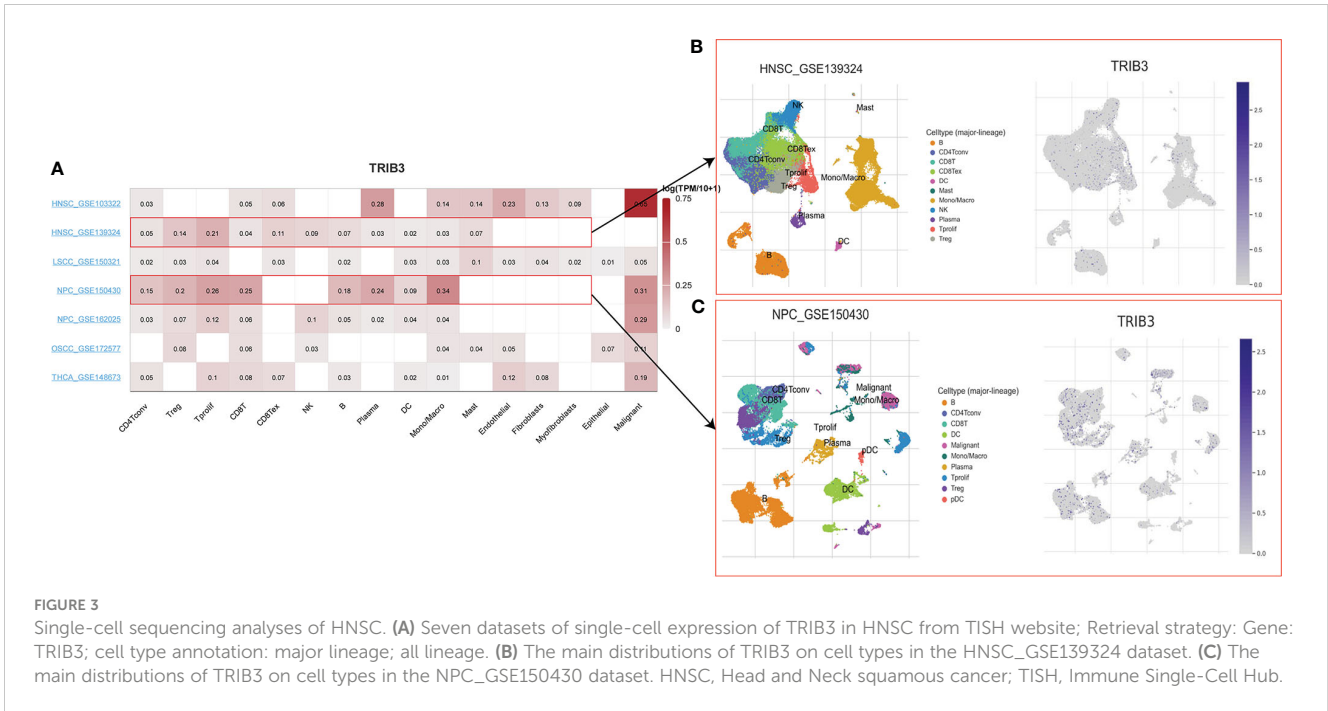 A
TRIB3
log(TPM/10+1)
0.75
0.5
0.25
0
HNSC_GSE103322 0.03 0.05 0.06 0.28 0.14 0.14 0.23 0.13 0.09 0.65
HNSC_GSE139324 0.05 0.14 0.21 0.04 0.11 0.09 0.07 0.03 0.02 0.03 0.07
LSCC_GSE150321 0.02 0.03 0.04 0.03 0.02 0.03 0.03 0.1 0.03 0.04 0.02 0.01 0.05
NPC_GSE150430 0.15 0.2 0.26 0.25 0.18 0.24 0.09 0.34 0.31
NPC_GSE162025 0.03 0.07 0.12 0.06 0.1 0.05 0.02 0.04 0.04 0.29
OSCC_GSE172577 0.08 0.06 0.03 0.04 0.04 0.05 0.07 0.11
THCA_GSE148673 0.05 0.1 0.08 0.07 0.03 0.02 0.01 0.12 0.08 0.19
CD4Tconv Treg Tprolif CD8T CD8Tex NK B Plasma DC Mono/Macro Mast Endothelial Fibroblasts Myofibroblasts Epithelial Malignant
B
HNSC_GSE139324
NK
Mast
CD8T
CD8Tex
CD4Tconv
Tprolif
Mono/Macro
Treg
Plasma
DC
B
Celltype (major-lineage)
B
CD4Tconv
CD8T
CD8Tex
DC
Mast
Mono/Macro
NK
Plasma
Tprolif
Treg
TRIB3
2.5
2.0
1.5
1.0
0.5
0.0
C
NPC_GSE150430
CD4Tconv
Malignant
CD8T
Mono/Macro
Tprolif
Treg
Plasma
pDC
DC
B
Celltype (major-lineage)
B
CD4Tconv
CD8T
DC
Malignant
Mono/Macro
Plasma
Tprolif
Treg
pDC
TRIB3
2.5
2.0
1.5
1.0
0.5
0.0
FIGURE 3
Single-cell sequencing analyses of HNSC. (A) Seven datasets of single-cell expression of TRIB3 in HNSC from TISH website; Retrieval strategy: Gene:
TRIB3; cell type annotation: major lineage; all lineage. (B) The main distributions of TRIB3 on cell types in the HNSC_GSE139324 dataset. (C) The
main distributions of TRIB3 on cell types in the NPC_GSE150430 dataset. HNSC, Head and Neck squamous cancer; TISH, Immune Single-Cell Hub.